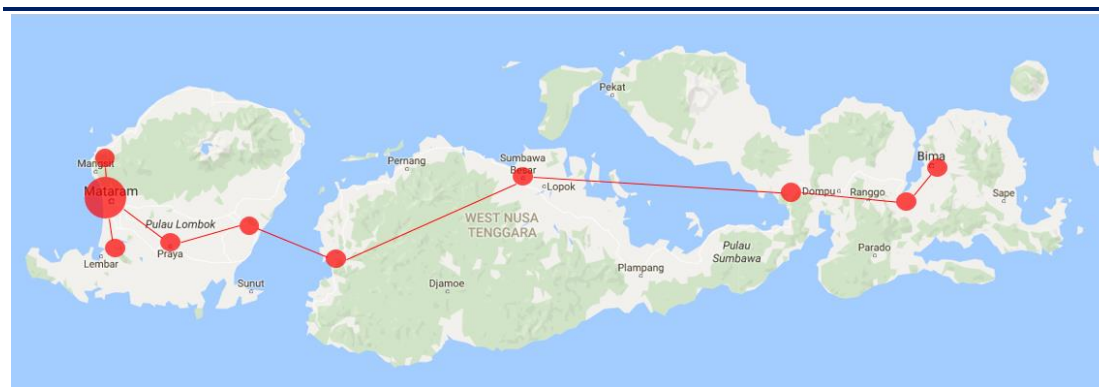 Pekat
Mangsit
Mataram
Pulau Lombok
Lembar
Praya
Sunut
Pernang
Sumbawa
Besar
Lopok
WEST NUSA
TENGGARA
Djamoe
Plampang
Pulau
Sumbawa
Dompu
Ranggo
Bima
Sape
Parado